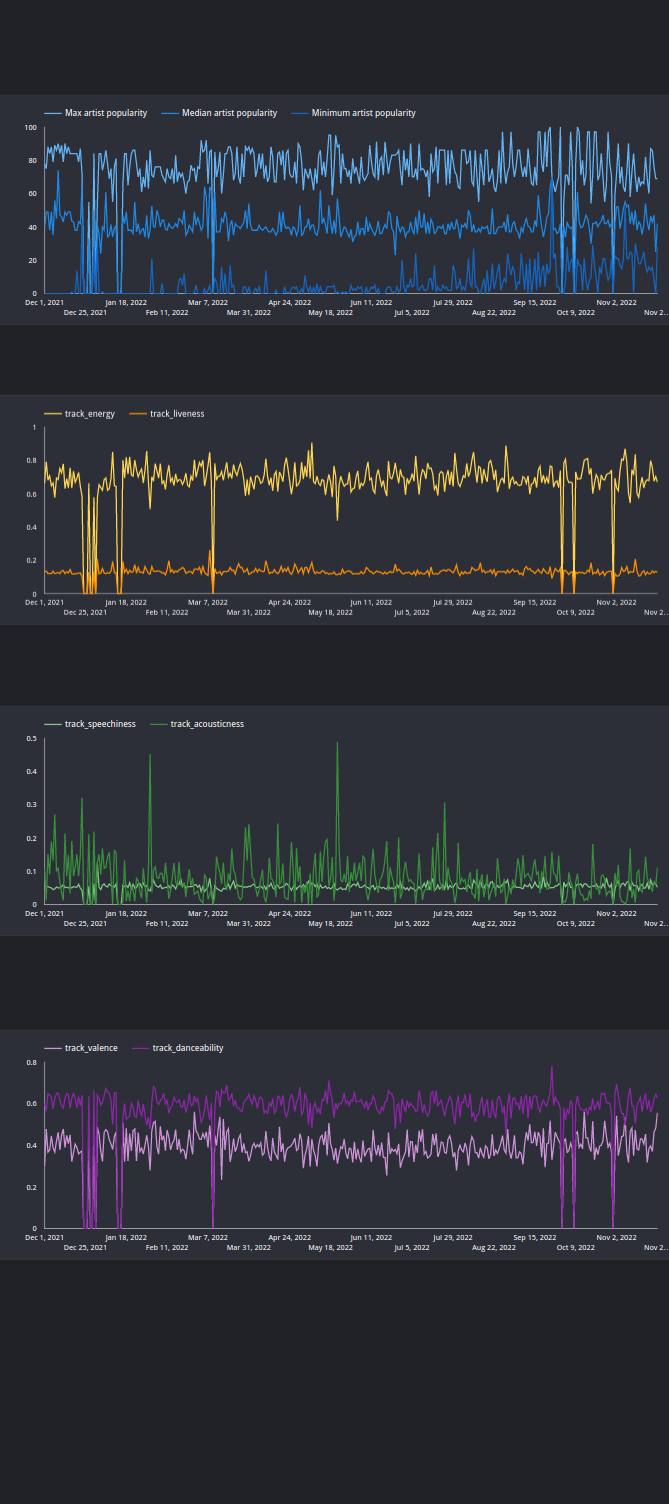 Max artist popularity Median artist popularity Minimum artist popularity
100
80
60
40
20
0
Dec 1, 2021 Jan 18, 2022 Mar 7, 2022 Apr 24, 2022 Jun 11, 2022 Jul 29, 2022 Sep 15, 2022 Nov 2, 2022
Dec 25, 2021 Feb 11, 2022 Mar 31, 2022 May 18, 2022 Jul 5, 2022 Aug 22, 2022 Oct 9, 2022 Nov 2…
track_energy track_liveness
1
0.8
0.6
0.4
0.2
0
Dec 1, 2021 Jan 18, 2022 Mar 7, 2022 Apr 24, 2022 Jun 11, 2022 Jul 29, 2022 Sep 15, 2022 Nov 2, 2022
Dec 25, 2021 Feb 11, 2022 Mar 31, 2022 May 18, 2022 Jul 5, 2022 Aug 22, 2022 Oct 9, 2022 Nov 2…
track_speechiness track_acousticness
0.5
0.4
0.3
0.2
0.1
0
Dec 1, 2021 Jan 18, 2022 Mar 7, 2022 Apr 24, 2022 Jun 11, 2022 Jul 29, 2022 Sep 15, 2022 Nov 2, 2022
Dec 25, 2021 Feb 11, 2022 Mar 31, 2022 May 18, 2022 Jul 5, 2022 Aug 22, 2022 Oct 9, 2022 Nov 2…
track_valence track_danceability
0.8
0.6
0.4
0.2
0
Dec 1, 2021 Jan 18, 2022 Mar 7, 2022 Apr 24, 2022 Jun 11, 2022 Jul 29, 2022 Sep 15, 2022 Nov 2, 2022
Dec 25, 2021 Feb 11, 2022 Mar 31, 2022 May 18, 2022 Jul 5, 2022 Aug 22, 2022 Oct 9, 2022 Nov 2…